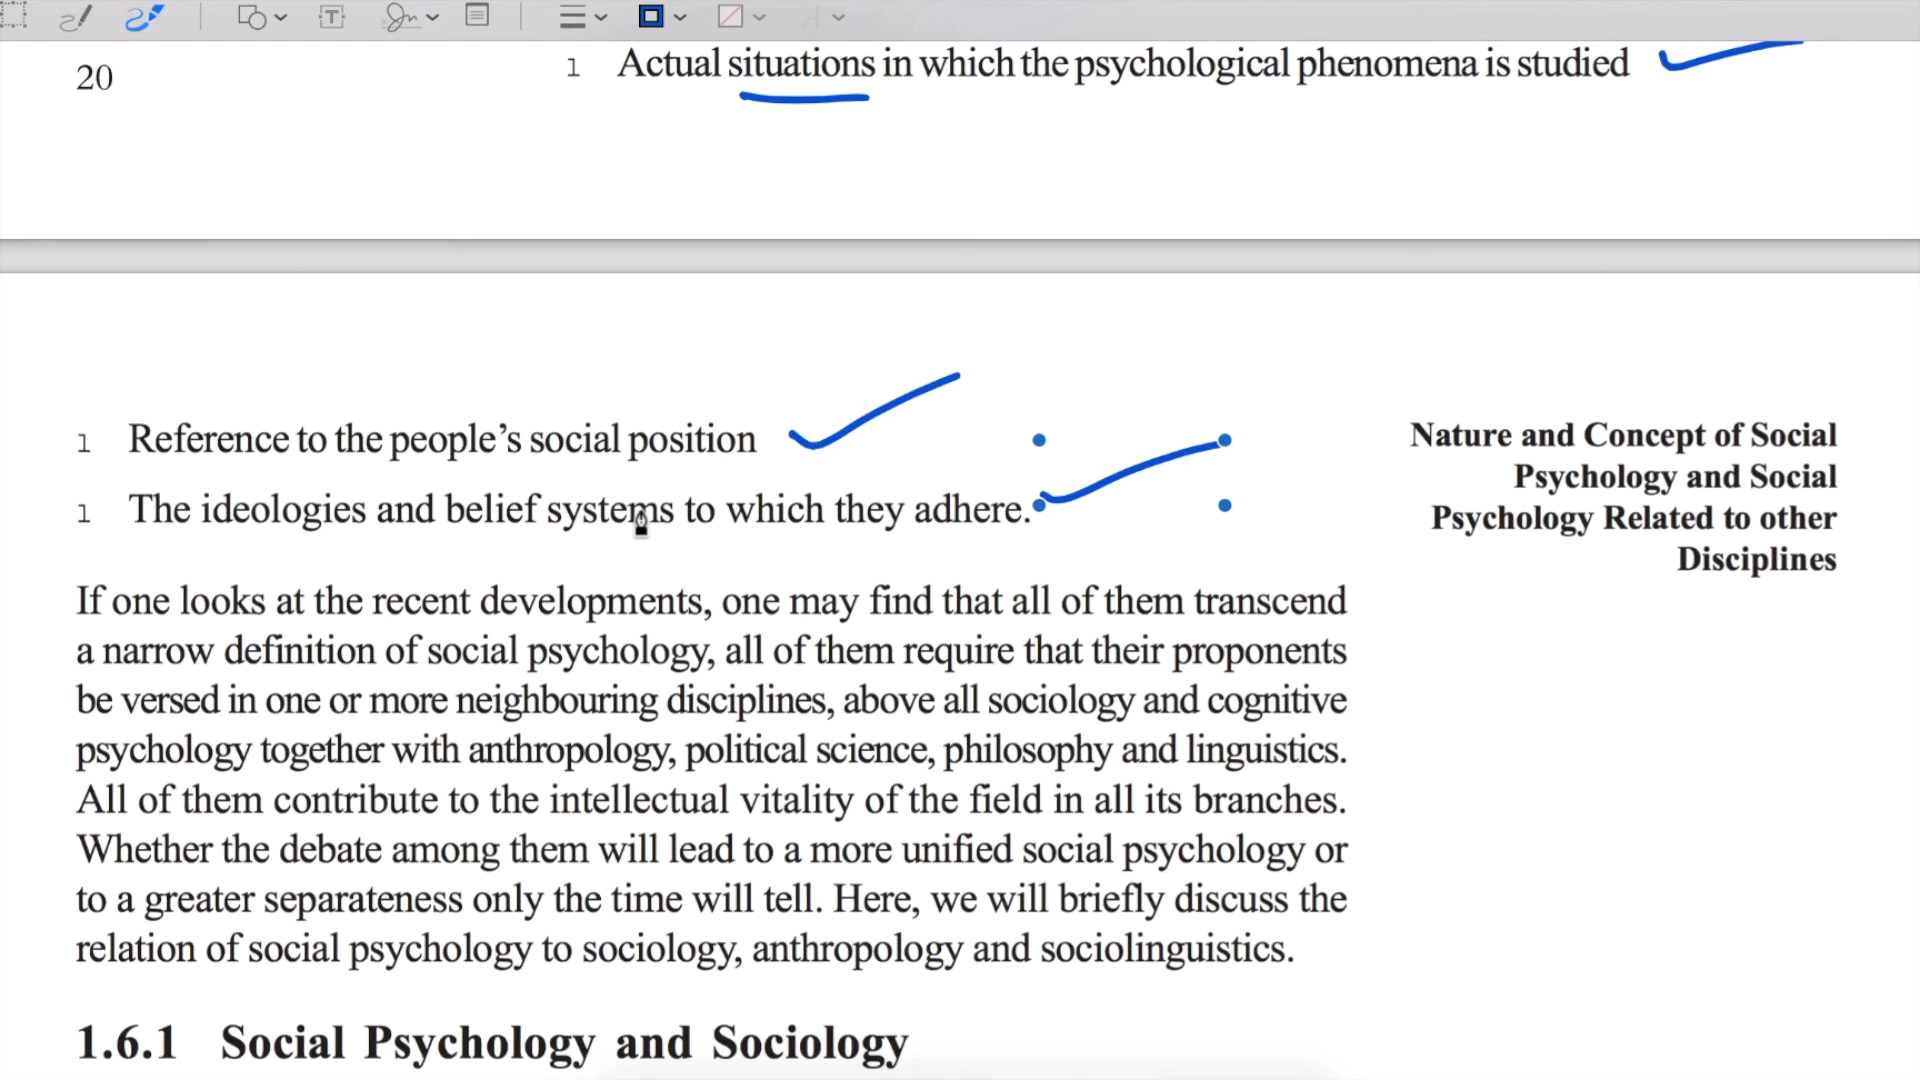 20
l Actual situations in which the psychological phenomena is studied
l Reference to the people's social position
l The ideologies and belief systems to which they adhere.
Nature and Concept of Social
Psychology and Social
Psychology Related to other
Disciplines
If one looks at the recent developments, one may find that all of them transcend
a narrow definition of social psychology, all of them require that their proponents
be versed in one or more neighbouring disciplines, above all sociology and cognitive
psychology together with anthropology, political science, philosophy and linguistics.
All of them contribute to the intellectual vitality of the field in all its branches.
Whether the debate among them will lead to a more unified social psychology or
to a greater separateness only the time will tell. Here, we will briefly discuss the
relation of social psychology to sociology, anthropology and sociolinguistics.
1.6.1 Social Psychology and Sociology